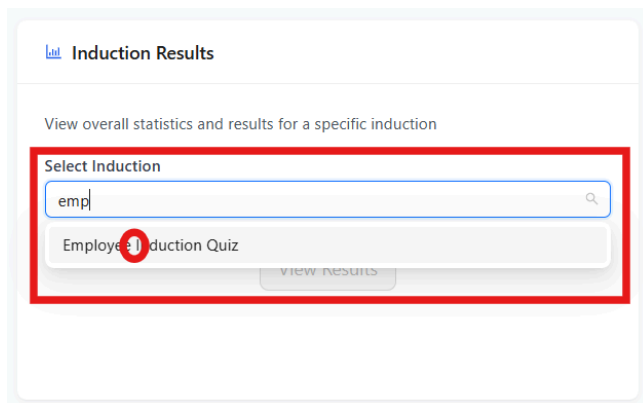 Induction Results
View overall statistics and results for a specific induction
Select Induction
emp
Employee Induction Quiz
View Results